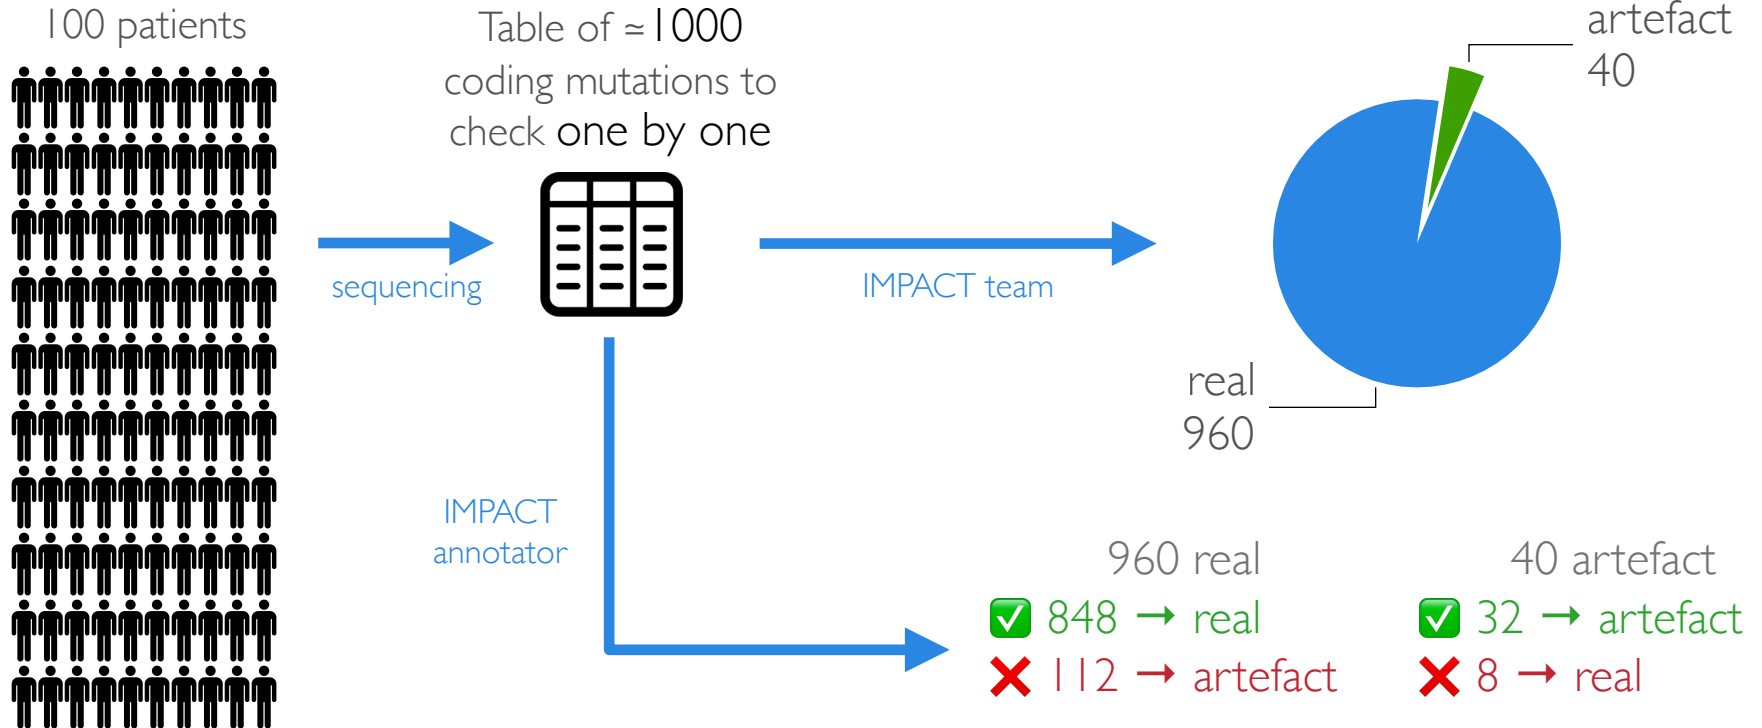 100 patients
Table of ≃1000
coding mutations to
check one by one
sequencing
IMPACT team
artefact
40
real
960
IMPACT
annotator
960 real
✅ 848 → real
❌ 112 → artefact
40 artefact
✅ 32 → artefact
❌ 8 → real